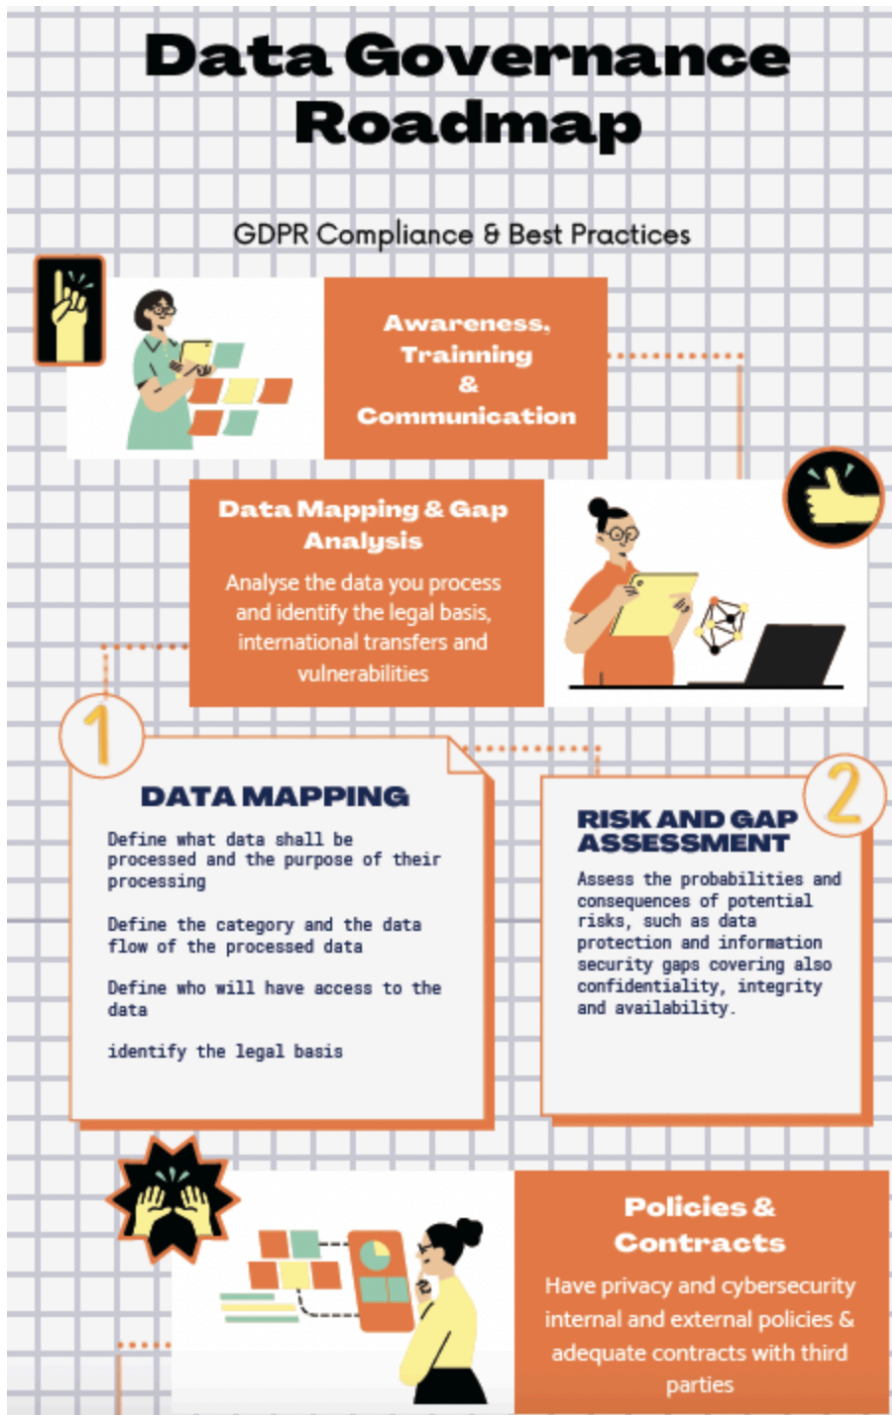 Data Governance
Roadmap
GDPR Compliance & Best Practices
Awareness,
Trainning
&
Communication
Data Mapping & Gap
Analysis
Analyse the data you process
and identify the legal basis,
international transfers and
vulnerabilities
1
DATA MAPPING
Define what data shall be
processed and the purpose of their
processing
Define the category and the data
flow of the processed data
Define who will have access to the
data
identify the legal basis
2
RISK AND GAP
ASSESSMENT
Assess the probabilities and
consequences of potential
risks, such as data
protection and information
security gaps covering also
confidentiality, integrity
and availability.
Policies &
Contracts
Have privacy and cybersecurity
internal and external policies &
adequate contracts with third
parties